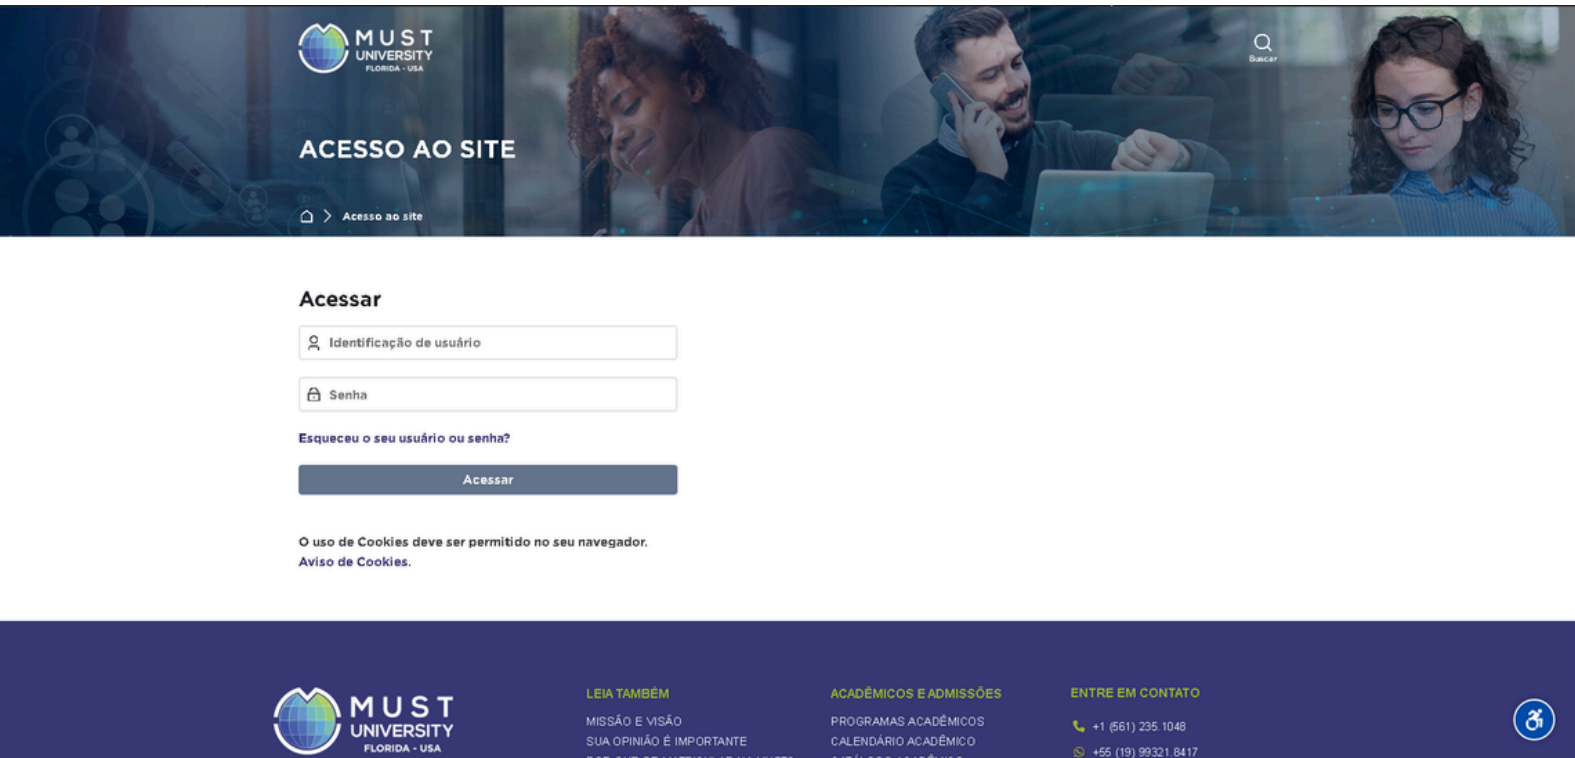 MUST
UNIVERSITY
FLORIDA - USA
Buscar
ACESSO AO SITE
Acesso ao site
Acessar
Identificação de usuário
Senha
Esqueceu o seu usuário ou senha?
Acessar
O uso de Cookies deve ser permitido no seu navegador.
Aviso de Cookies.
MUST
UNIVERSITY
FLORIDA - USA
LEIA TAMBÉM
MISSÃO E VISÃO
SUA OPINIÃO É IMPORTANTE
ACADÊMICOS E ADMISSÕES
PROGRAMAS ACADÊMICOS
CALENDÁRIO ACADÊMICO
ENTRE EM CONTATO
+1 (561) 235.1048
+55 (19) 99321.8417